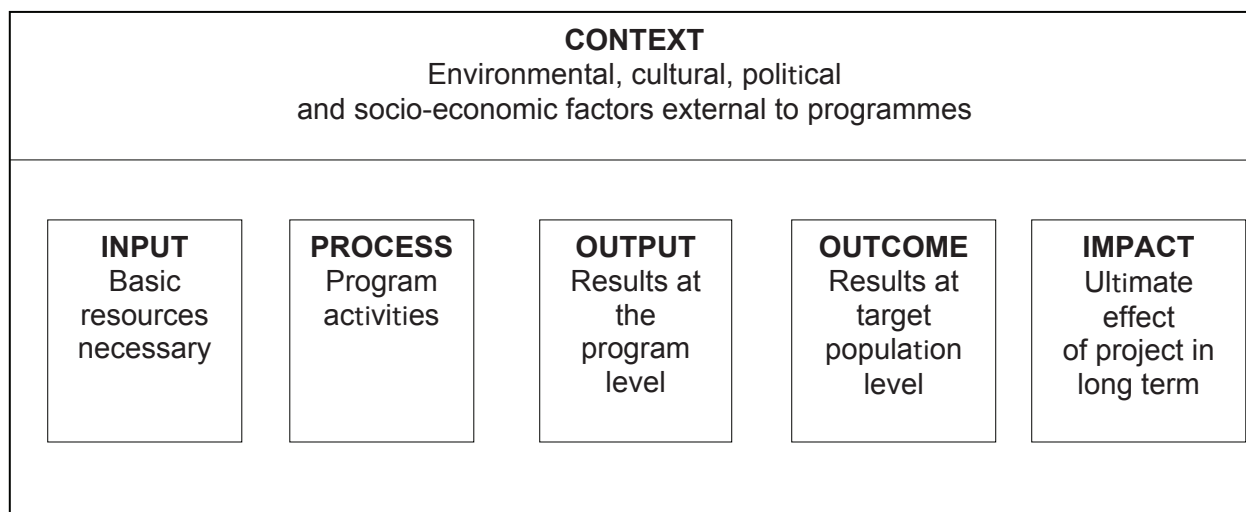 CONTEXT
Environmental, cultural, political
and socio-economic factors external to programmes
INPUT
Basic
resources
necessary
PROCESS
Program
activities
OUTPUT
Results at
the
program
level
OUTCOME
Results at
target
population
level
IMPACT
Ultimate
effect
of project in
long term